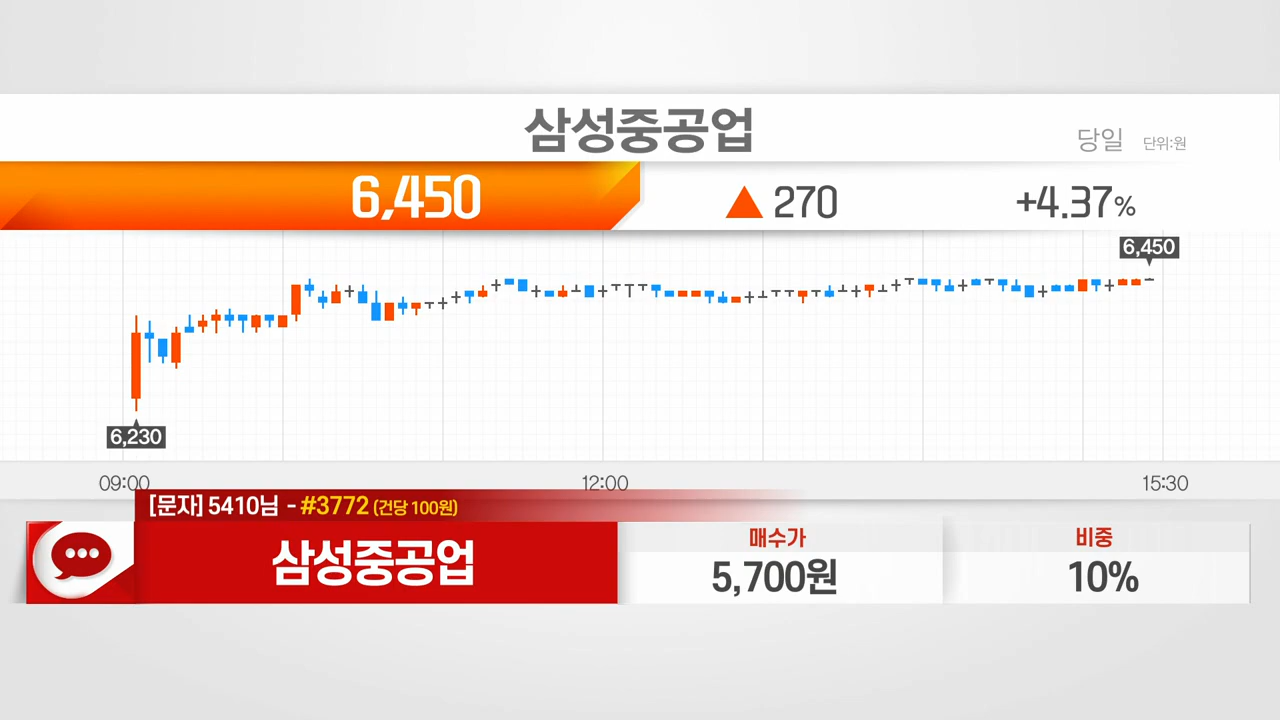 삼성중공업
당일 단위:원
6,450 ▲ 270 +4.37%
6,450
6,230
09:00 12:00 15:30
[문자] 5410님 - #3772 (건당 100원)
삼성중공업
매수가 비중
5,700원 10%